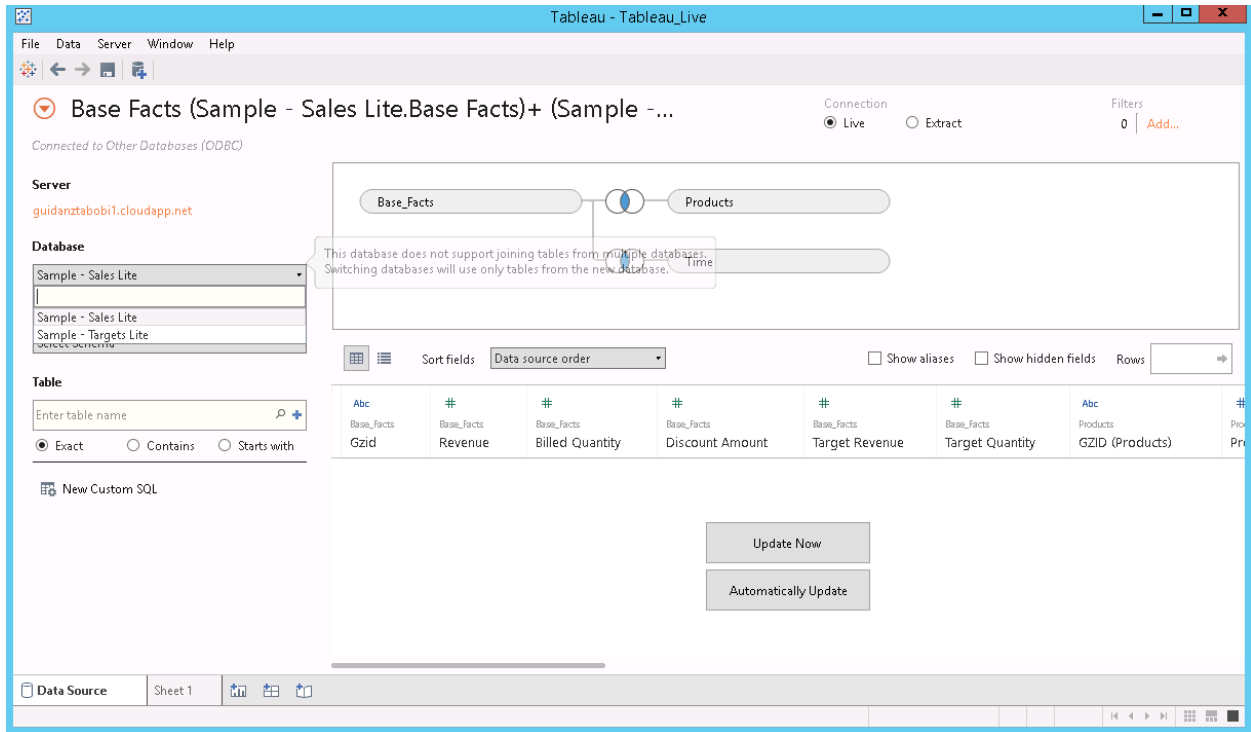 Tableau - Tableau_Live
File Data Server Window Help
Base Facts (Sample - Sales Lite.Base Facts)+ (Sample -...
Connection
Live Extract
Filters
0 Add...
Connected to Other Databases (ODBC)
Server
guidanztabobi1.cloudapp.net
Database
Sample - Sales Lite
Sample - Sales Lite
Sample - Targets Lite
Select Schema
Table
Enter table name
Exact Contains Starts with
New Custom SQL
Base_Facts Products
This database does not support joining tables from multiple databases.
Switching databases will use only tables from the new database.
Time
Sort fields Data source order Show aliases Show hidden fields Rows
Abc # # # # # Abc #
Base_Facts Base_Facts Base_Facts Base_Facts Base_Facts Base_Facts Products Pro
Gzid Revenue Billed Quantity Discount Amount Target Revenue Target Quantity GZID (Products) Pr
Update Now
Automatically Update
Data Source Sheet 1